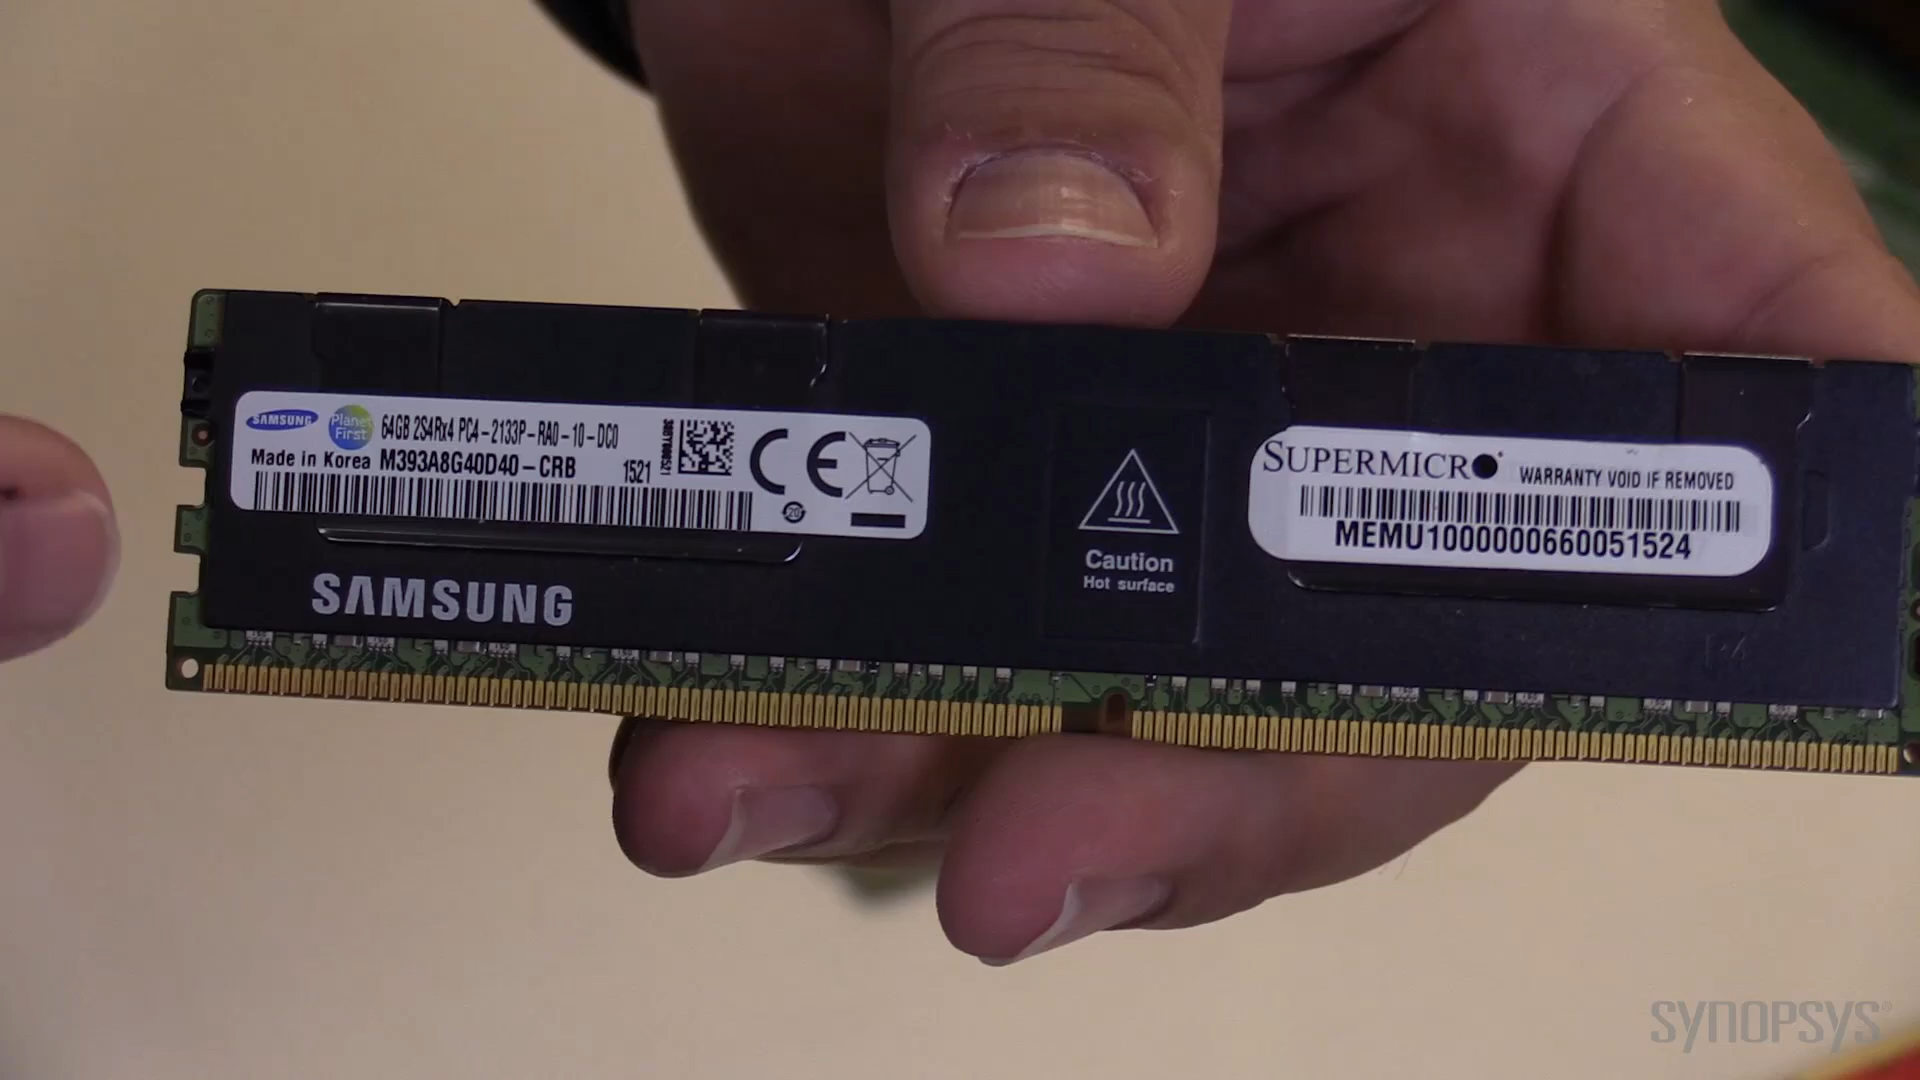 SAMSUNG
Planet First
64GB 2S4Rx4 PC4-2133P-RA0-10-DC0
Made in Korea M393A8G40D40-CRB 1521
CE
20
SAMSUNG
Caution
Hot surface
SUPERMICRO
WARRANTY VOID IF REMOVED
MEMU1000000660051524
SYNOPSYS®